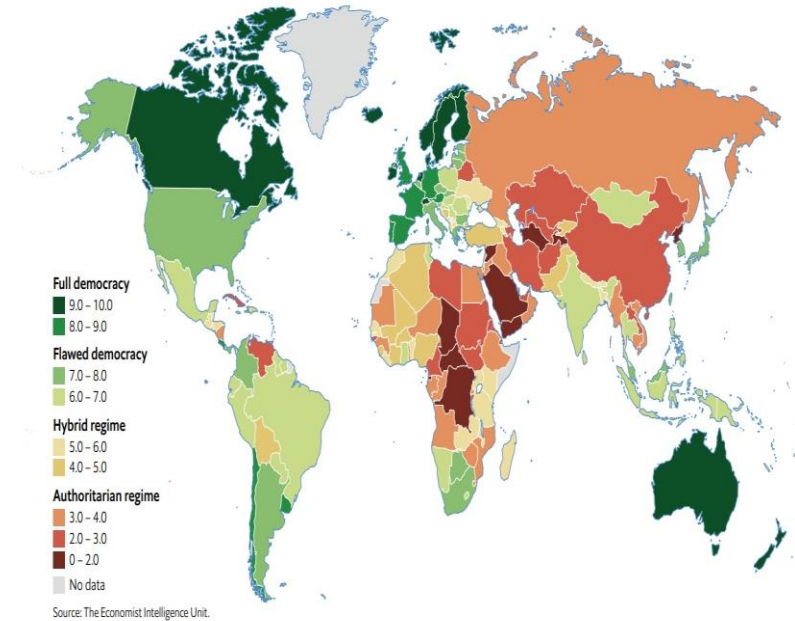 Full democracy
9.0 – 10.0
8.0 – 9.0
Flawed democracy
7.0 – 8.0
6.0 – 7.0
Hybrid regime
5.0 – 6.0
4.0 – 5.0
Authoritarian regime
3.0 – 4.0
2.0 – 3.0
0 – 2.0
No data
Source: The Economist Intelligence Unit.